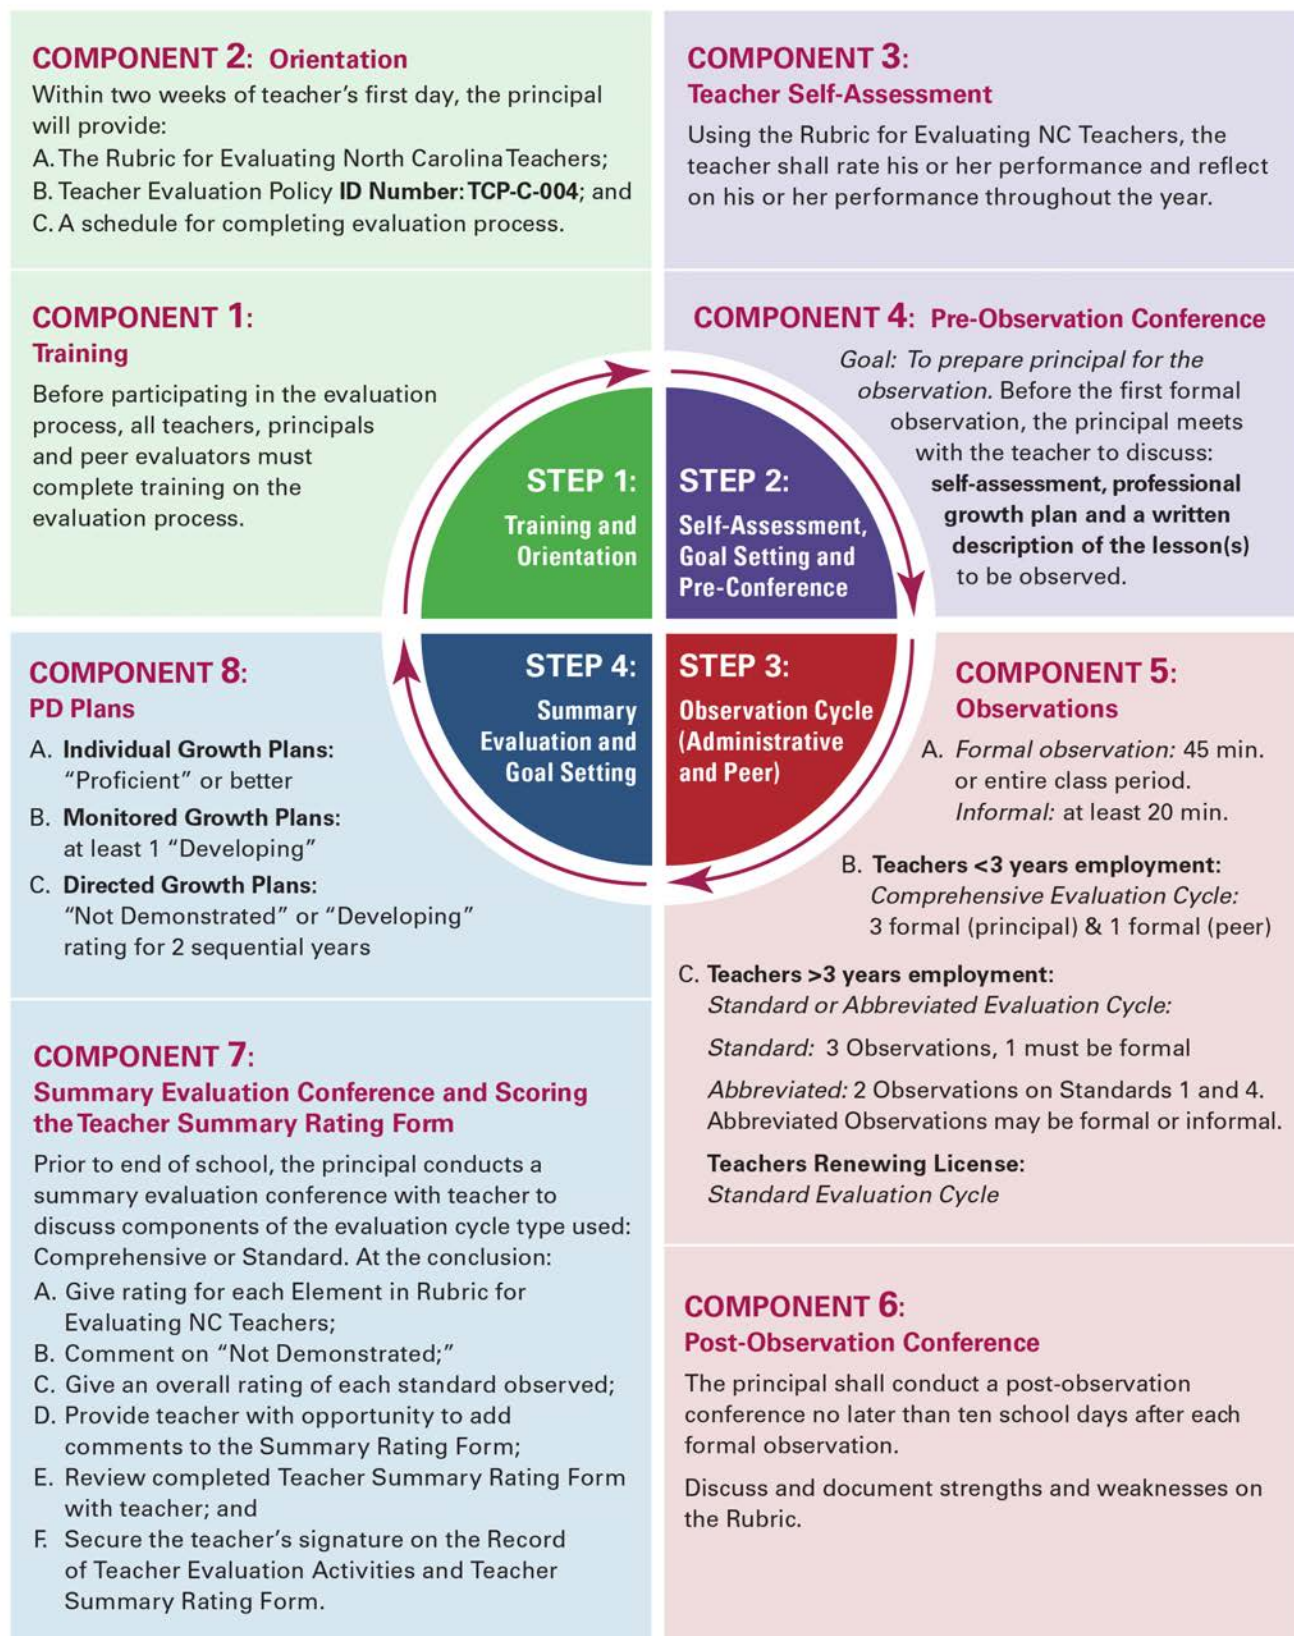 COMPONENT 2: Orientation
Within two weeks of teacher’s first day, the principal
will provide:
A. The Rubric for Evaluating North Carolina Teachers;
B. Teacher Evaluation Policy ID Number: TCP-C-004; and
C. A schedule for completing evaluation process.
COMPONENT 3:
Teacher Self-Assessment
Using the Rubric for Evaluating NC Teachers, the
teacher shall rate his or her performance and reflect
on his or her performance throughout the year.
COMPONENT 1:
Training
Before participating in the evaluation
process, all teachers, principals
and peer evaluators must
complete training on the
evaluation process.
COMPONENT 4: Pre-Observation Conference
Goal: To prepare principal for the
observation. Before the first formal
observation, the principal meets
with the teacher to discuss:
self-assessment, professional
growth plan and a written
description of the lesson(s)
to be observed.
STEP 1:
Training and
Orientation
STEP 2:
Self-Assessment,
Goal Setting and
Pre-Conference
STEP 4:
Summary
Evaluation and
Goal Setting
STEP 3:
Observation Cycle
(Administrative
and Peer)
COMPONENT 8:
PD Plans
A. Individual Growth Plans:
“Proficient” or better
B. Monitored Growth Plans:
at least 1 “Developing”
C. Directed Growth Plans:
“Not Demonstrated” or “Developing”
rating for 2 sequential years
COMPONENT 5:
Observations
A. Formal observation: 45 min.
or entire class period.
Informal: at least 20 min.
B. Teachers <3 years employment:
Comprehensive Evaluation Cycle:
3 formal (principal) & 1 formal (peer)
C. Teachers >3 years employment:
Standard or Abbreviated Evaluation Cycle:
Standard: 3 Observations, 1 must be formal
Abbreviated: 2 Observations on Standards 1 and 4.
Abbreviated Observations may be formal or informal.
Teachers Renewing License:
Standard Evaluation Cycle
COMPONENT 7:
Summary Evaluation Conference and Scoring
the Teacher Summary Rating Form
Prior to end of school, the principal conducts a
summary evaluation conference with teacher to
discuss components of the evaluation cycle type used:
Comprehensive or Standard. At the conclusion:
A. Give rating for each Element in Rubric for
Evaluating NC Teachers;
B. Comment on “Not Demonstrated;”
C. Give an overall rating of each standard observed;
D. Provide teacher with opportunity to add
comments to the Summary Rating Form;
E. Review completed Teacher Summary Rating Form
with teacher; and
F. Secure the teacher’s signature on the Record
of Teacher Evaluation Activities and Teacher
Summary Rating Form.
COMPONENT 6:
Post-Observation Conference
The principal shall conduct a post-observation
conference no later than ten school days after each
formal observation.
Discuss and document strengths and weaknesses on
the Rubric.